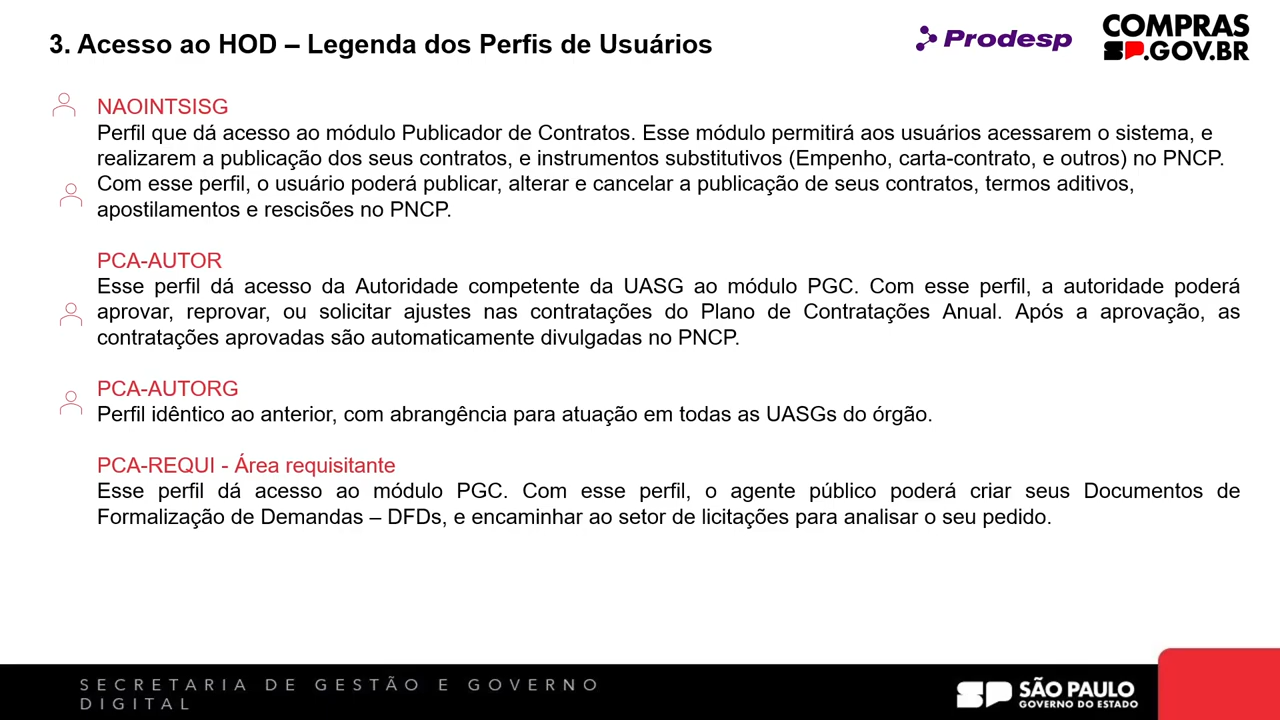 3. Acesso ao HOD – Legenda dos Perfis de Usuários
Prodesp
COMPRAS
SP.GOV.BR
NAOINTSISG
Perfil que dá acesso ao módulo Publicador de Contratos. Esse módulo permitirá aos usuários acessarem o sistema, e
realizarem a publicação dos seus contratos, e instrumentos substitutivos (Empenho, carta-contrato, e outros) no PNCP.
Com esse perfil, o usuário poderá publicar, alterar e cancelar a publicação de seus contratos, termos aditivos,
apostilamentos e rescisões no PNCP.
PCA-AUTOR
Esse perfil dá acesso da Autoridade competente da UASG ao módulo PGC. Com esse perfil, a autoridade poderá
aprovar, reprovar, ou solicitar ajustes nas contratações do Plano de Contratações Anual. Após a aprovação, as
contratações aprovadas são automaticamente divulgadas no PNCP.
PCA-AUTORG
Perfil idêntico ao anterior, com abrangência para atuação em todas as UASGs do órgão.
PCA-REQUI - Área requisitante
Esse perfil dá acesso ao módulo PGC. Com esse perfil, o agente público poderá criar seus Documentos de
Formalização de Demandas – DFDs, e encaminhar ao setor de licitações para analisar o seu pedido.
SECRETARIA DE GESTÃO E GOVERNO
DIGITAL
SP SÃO PAULO
GOVERNO DO ESTADO